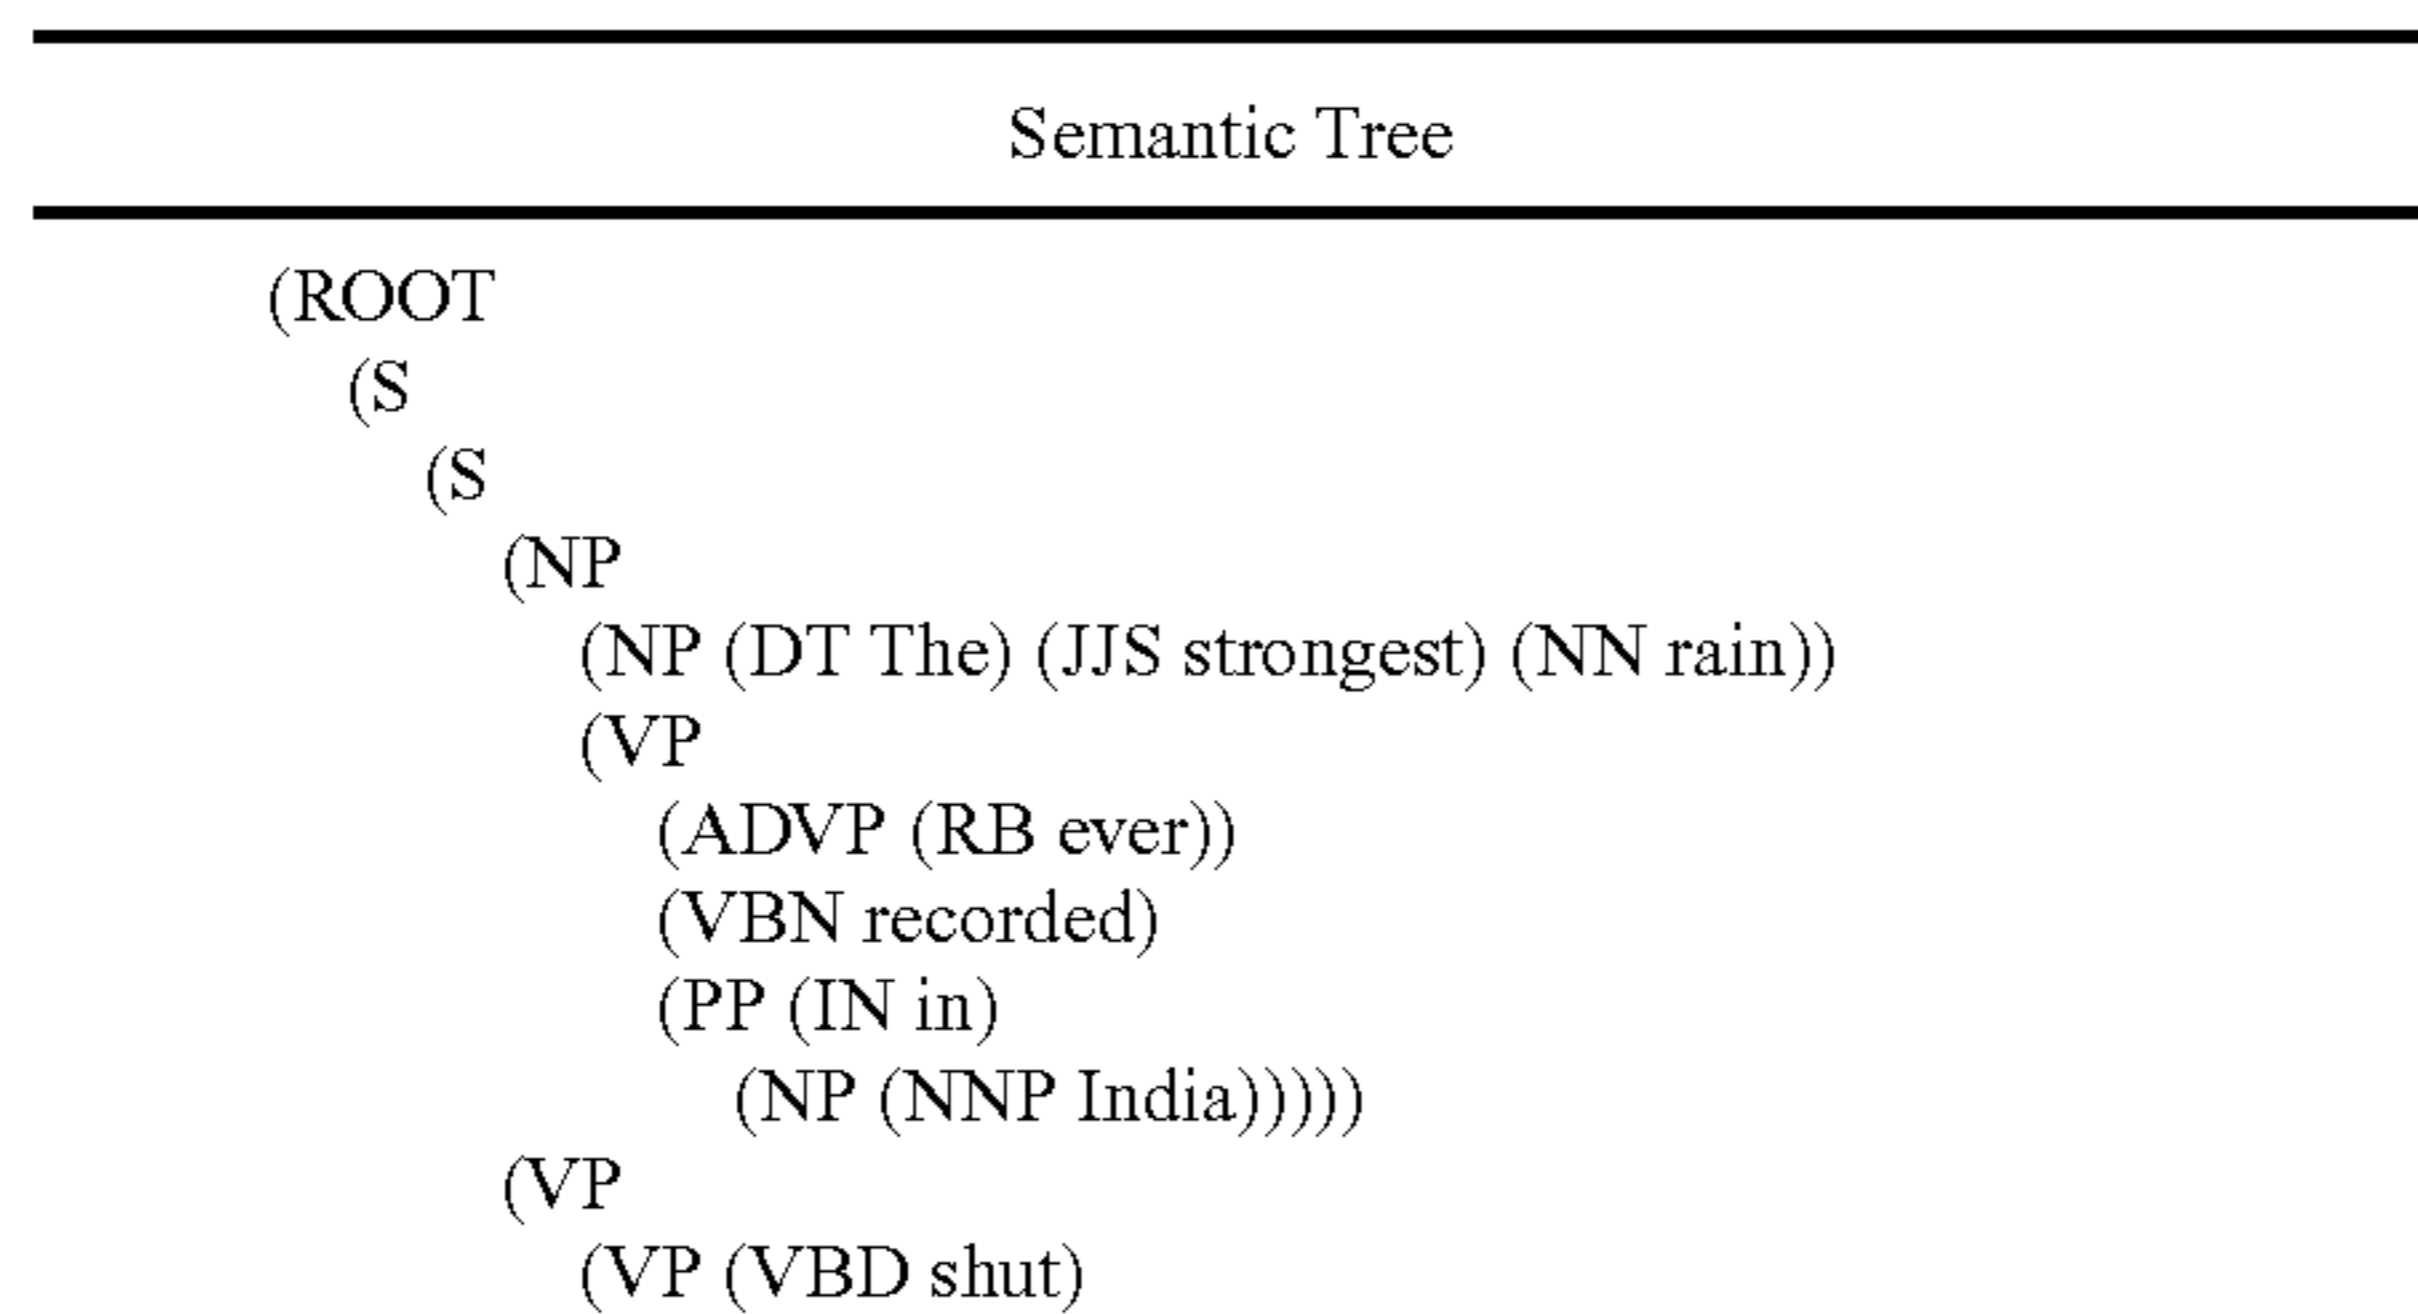 Semantic Tree
(ROOT
(S
(S
(NP
(NP (DT The) (JJS strongest) (NN rain))
(VP
(ADVP (RB ever))
(VBN recorded)
(PP (IN in)
(NP (NNP India)))))
(VP
(VP (VBD shut)